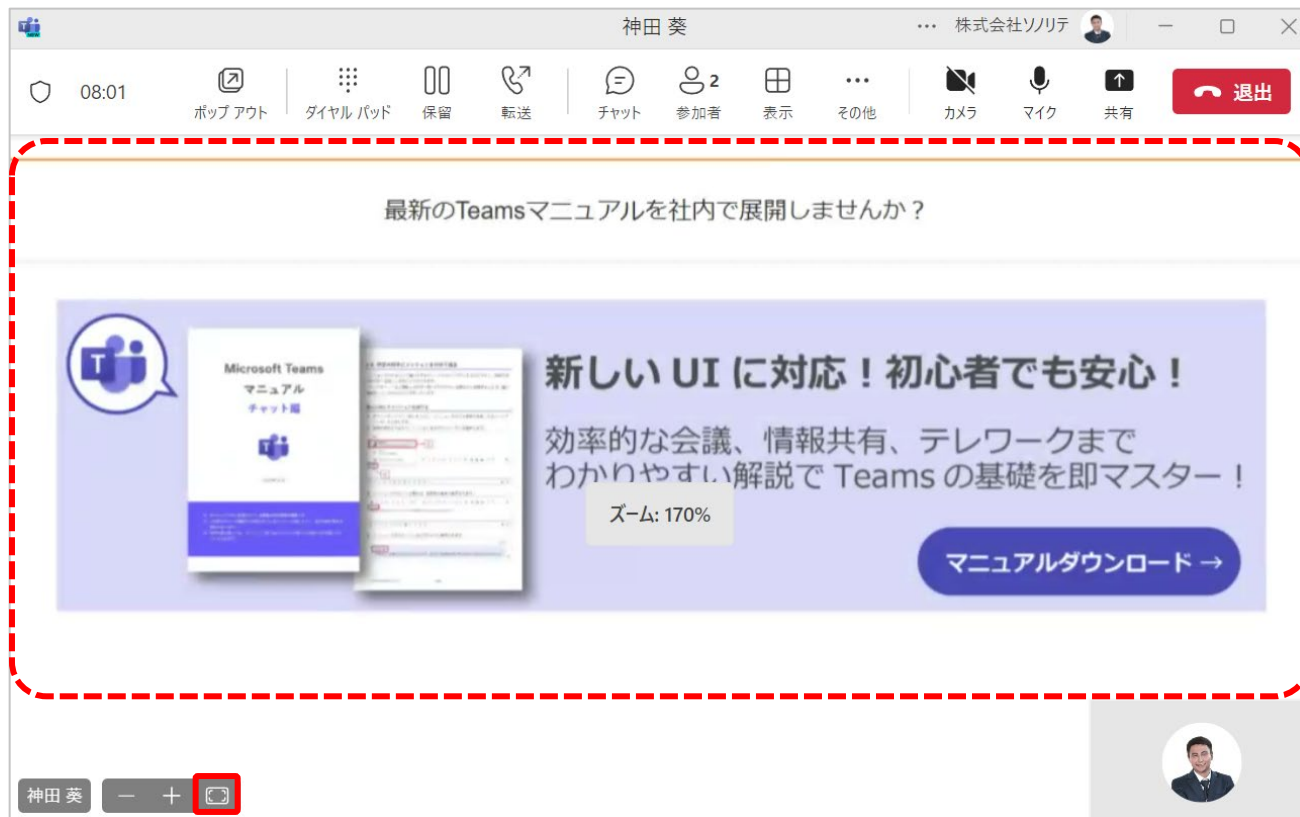 神田 葵
株式会社ソノリテ
NEW
08:01
ポップ アウト
ダイヤル パッド
保留
転送
チャット
2
参加者
表示
その他
カメラ
マイク
共有
退出
最新のTeamsマニュアルを社内で展開しませんか？
T
Microsoft Teams
マニュアル
チャット編
新しい UI に対応！初心者でも安心！
効率的な会議、情報共有、テレワークまで
わかりやすい解説で Teams の基礎を即マスター！
ズーム: 170%
マニュアルダウンロード →
神田 葵